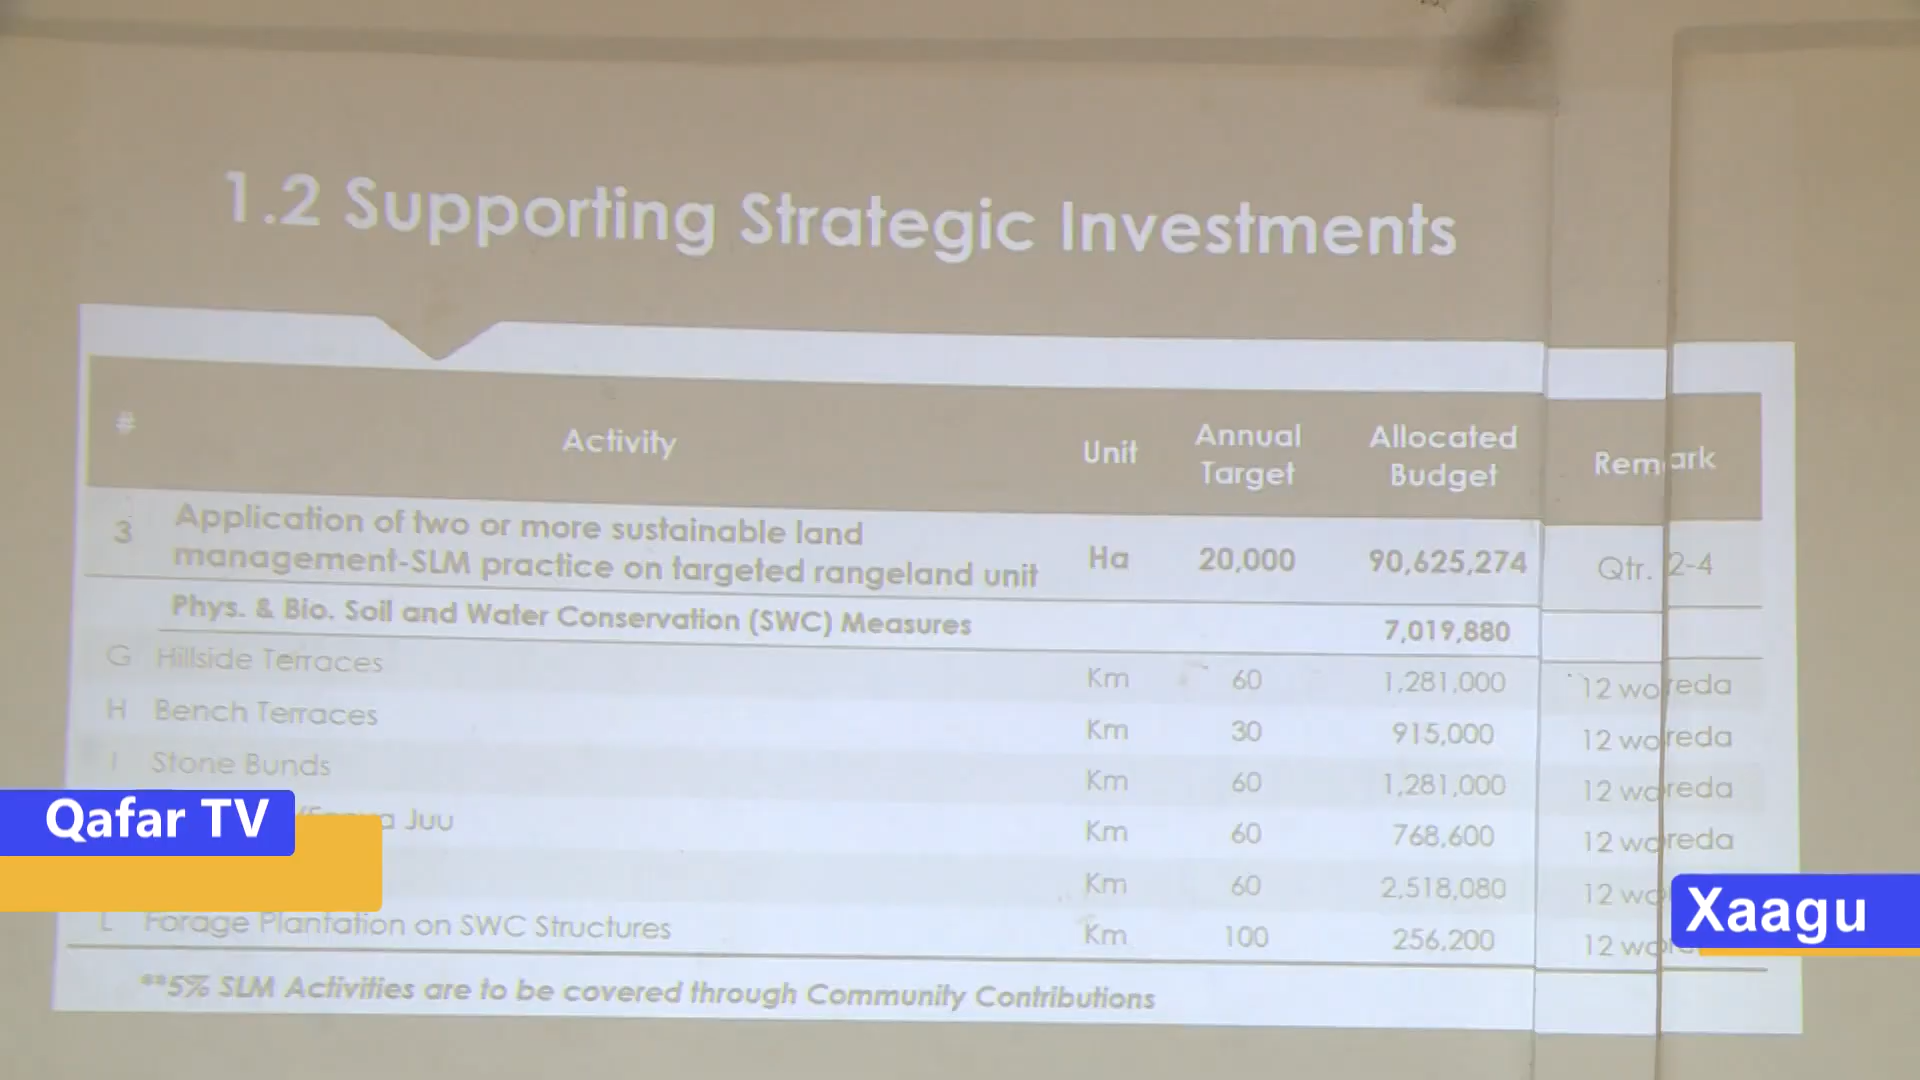 1.2 Supporting Strategic Investments
# Activity Unit Annual Target Allocated Budget Remark
3 Application of two or more sustainable land management-SLM practice on targeted rangeland unit Ha 20,000 90,625,274 Qtr. 2-4
Phys. & Bio. Soil and Water Conservation (SWC) Measures 7,019,880
G Hillside Terraces Km 60 1,281,000 12 woreda
H Bench Terraces Km 30 915,000 12 woreda
I Stone Bunds Km 60 1,281,000 12 woreda
Juu Km 60 768,600 12 woreda
Km 60 2,518,080 12
L Forage Plantation on SWC Structures Km 100 256,200 12
**5% SLM Activities are to be covered through Community Contributions
Qafar TV
Xaagu